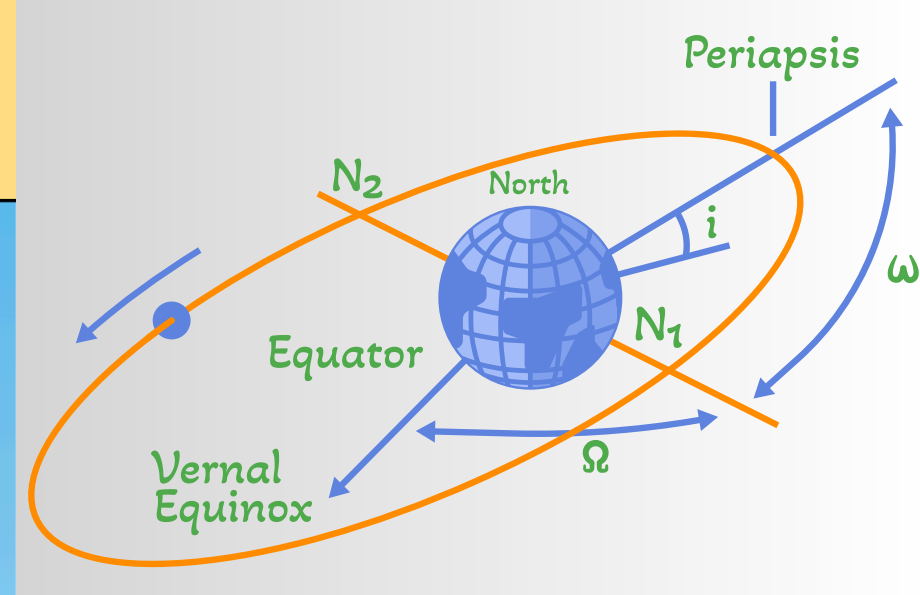 Periapsis
N2
North
i
ω
N1
Equator
Ω
Vernal
Equinox